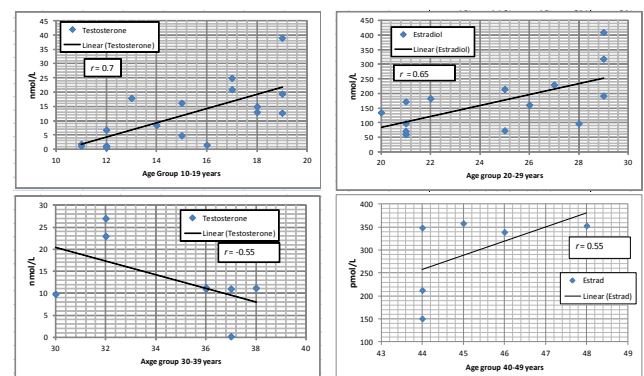 45
40
35
30
25
20
15
10
5
0
nmol/L
Testosterone
Linear (Testosterone)
r = 0.7
10 12 14 16 18 20
Age Group 10-19 years
450
400
350
300
250
200
150
100
50
0
nmol/L
Estradiol
Linear (Estradiol)
r = 0.65
20 22 24 26 28 30
Age Group 20-29 years
30
25
20
15
10
5
0
nmol/L
Testosterone
Linear (Testosterone)
r = -0.55
30 32 34 36 38 40
Axge group 30-39 years
400
350
300
250
200
150
100
pmol/L
r = 0.55
Estrad
Linear (Estrad)
43 44 45 46 47 48 49
Age group 40-49 years